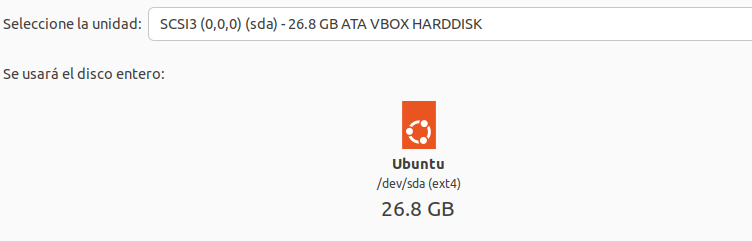 Seleccione la unidad: SCSI3 (0,0,0) (sda) - 26.8 GB ATA VBOX HARDDISK
Se usará el disco entero:
Ubuntu
/dev/sda (ext4)
26.8 GB